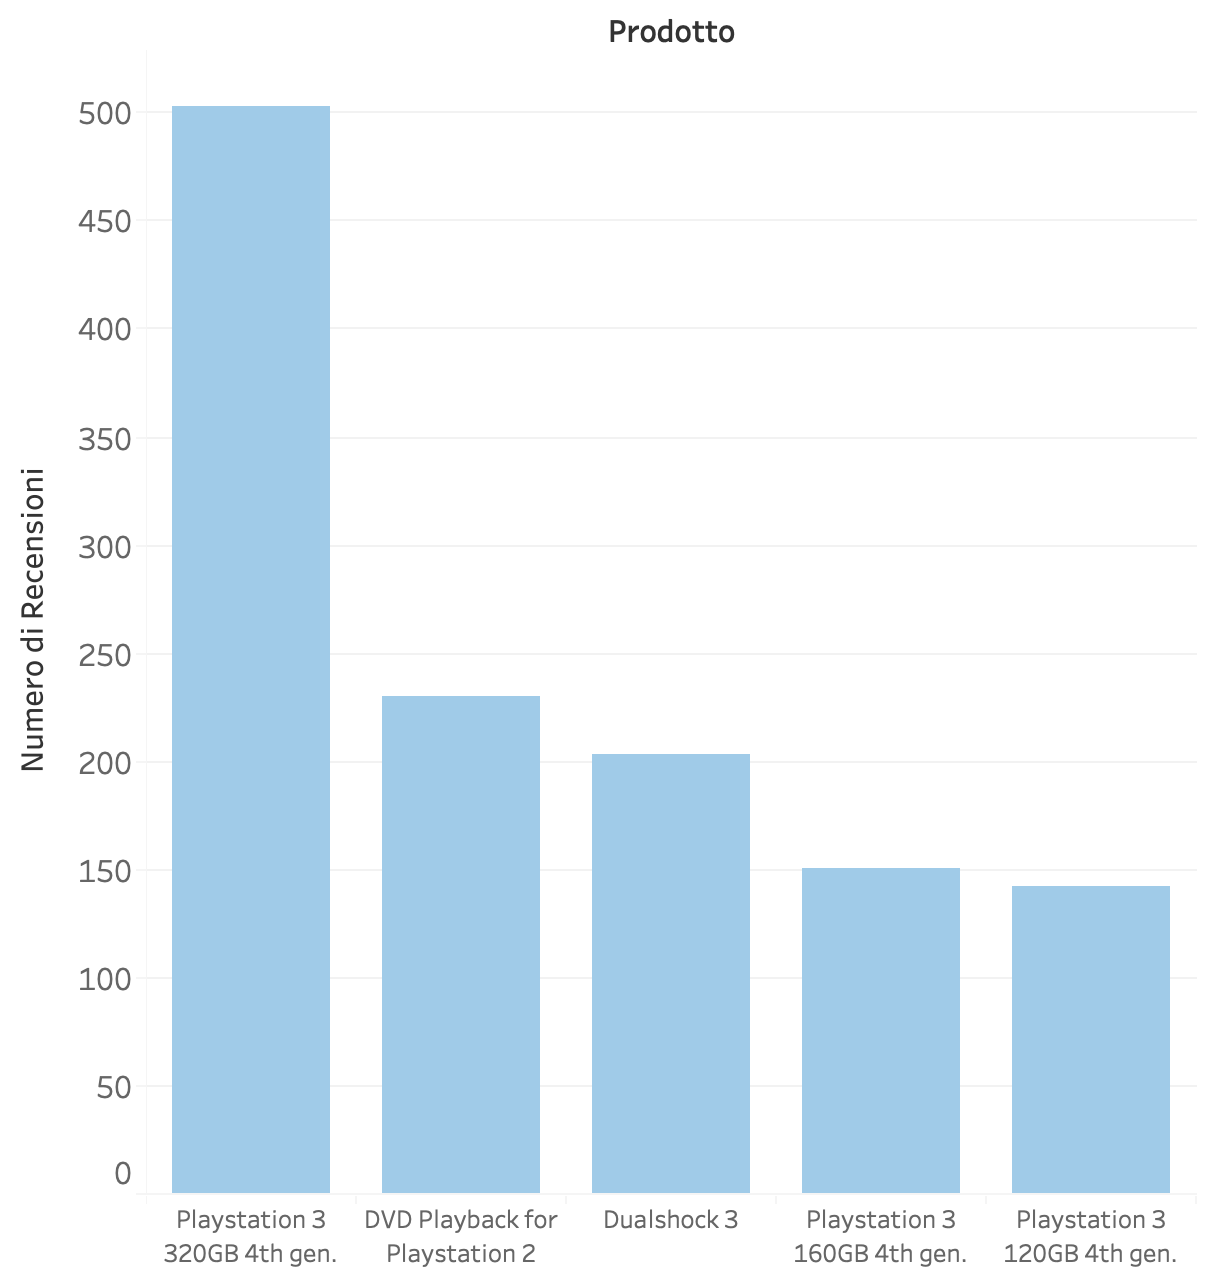 Prodotto
500
450
400
350
300
250
200
150
100
50
0
Numero di Recensioni
Playstation 3
320GB 4th gen.
DVD Playback for
Playstation 2
Dualshock 3
Playstation 3
160GB 4th gen.
Playstation 3
120GB 4th gen.